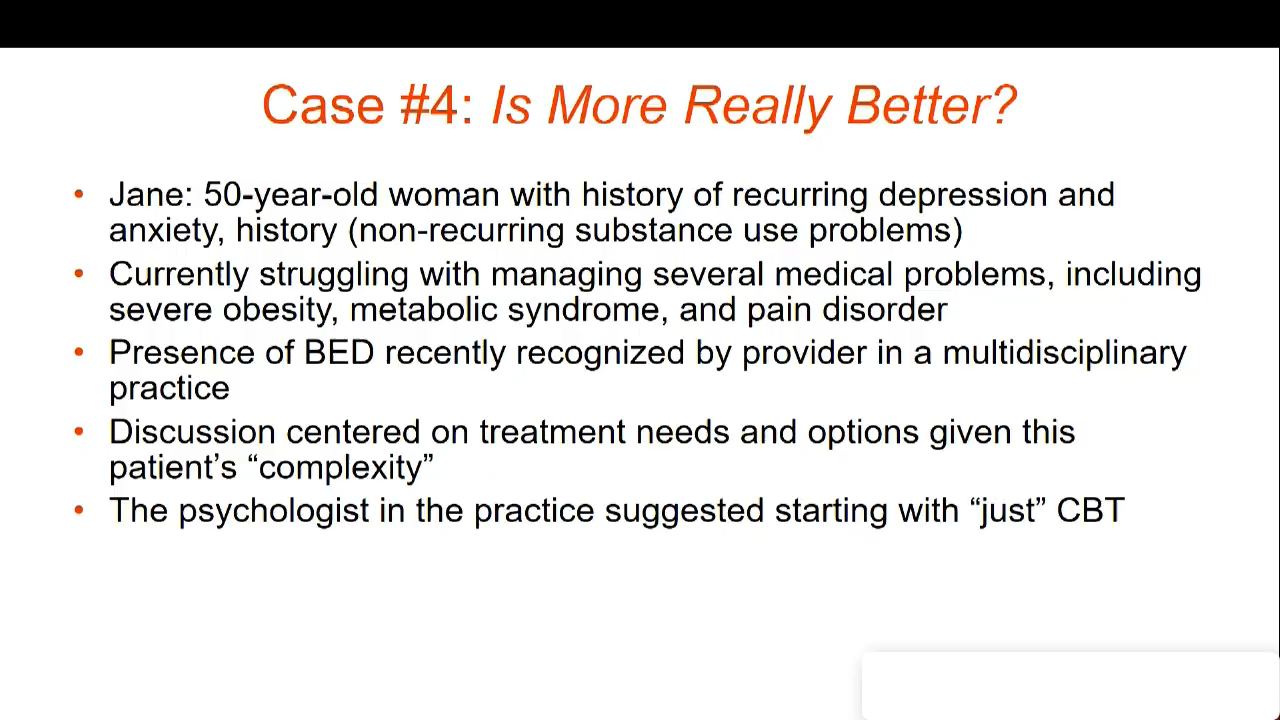 Case #4: Is More Really Better?
• Jane: 50-year-old woman with history of recurring depression and
anxiety, history (non-recurring substance use problems)
• Currently struggling with managing several medical problems, including
severe obesity, metabolic syndrome, and pain disorder
• Presence of BED recently recognized by provider in a multidisciplinary
practice
• Discussion centered on treatment needs and options given this
patient’s “complexity”
• The psychologist in the practice suggested starting with “just” CBT